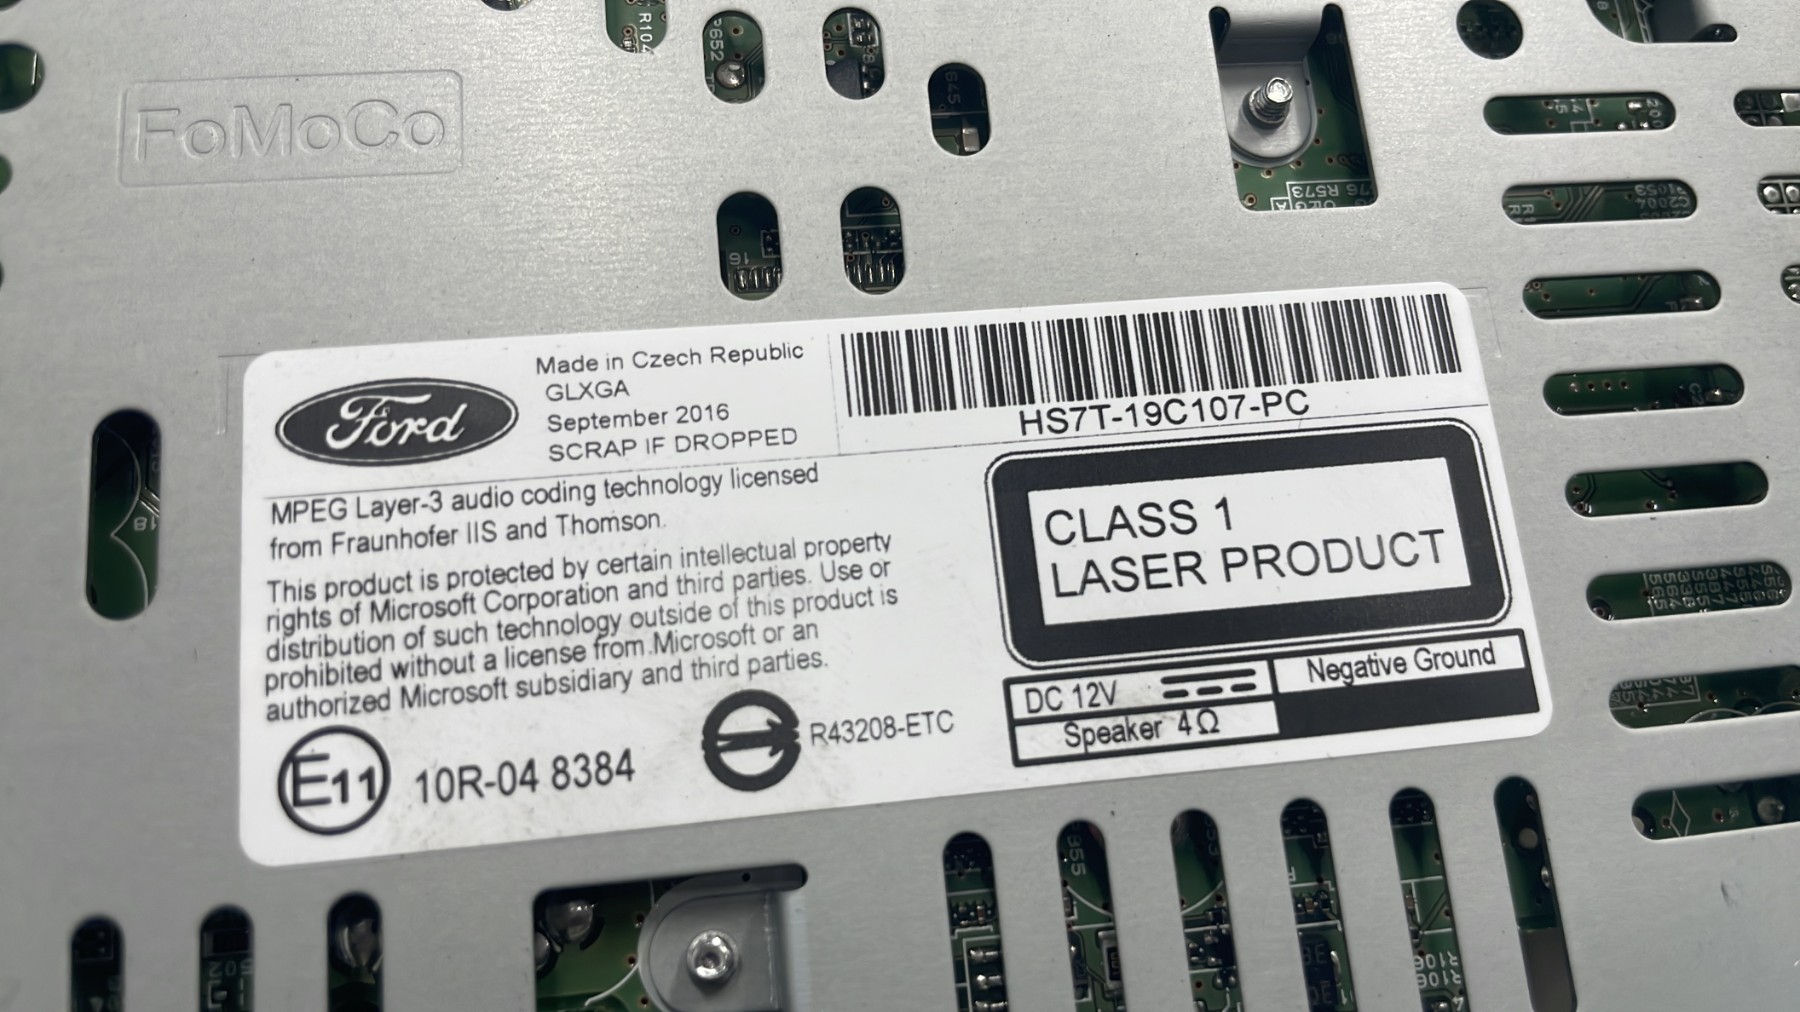 FoMoCo
Ford
Made in Czech Republic
GLXGA
September 2016
SCRAP IF DROPPED
HS7T-19C107-PC
MPEG Layer-3 audio coding technology licensed
from Fraunhofer IIS and Thomson.
This product is protected by certain intellectual property
rights of Microsoft Corporation and third parties. Use or
distribution of such technology outside of this product is
prohibited without a license from Microsoft or an
authorized Microsoft subsidiary and third parties.
CLASS 1
LASER PRODUCT
DC 12V
Negative Ground
Speaker 4Ω
E11
10R-04 8384
R43208-ETC
R573